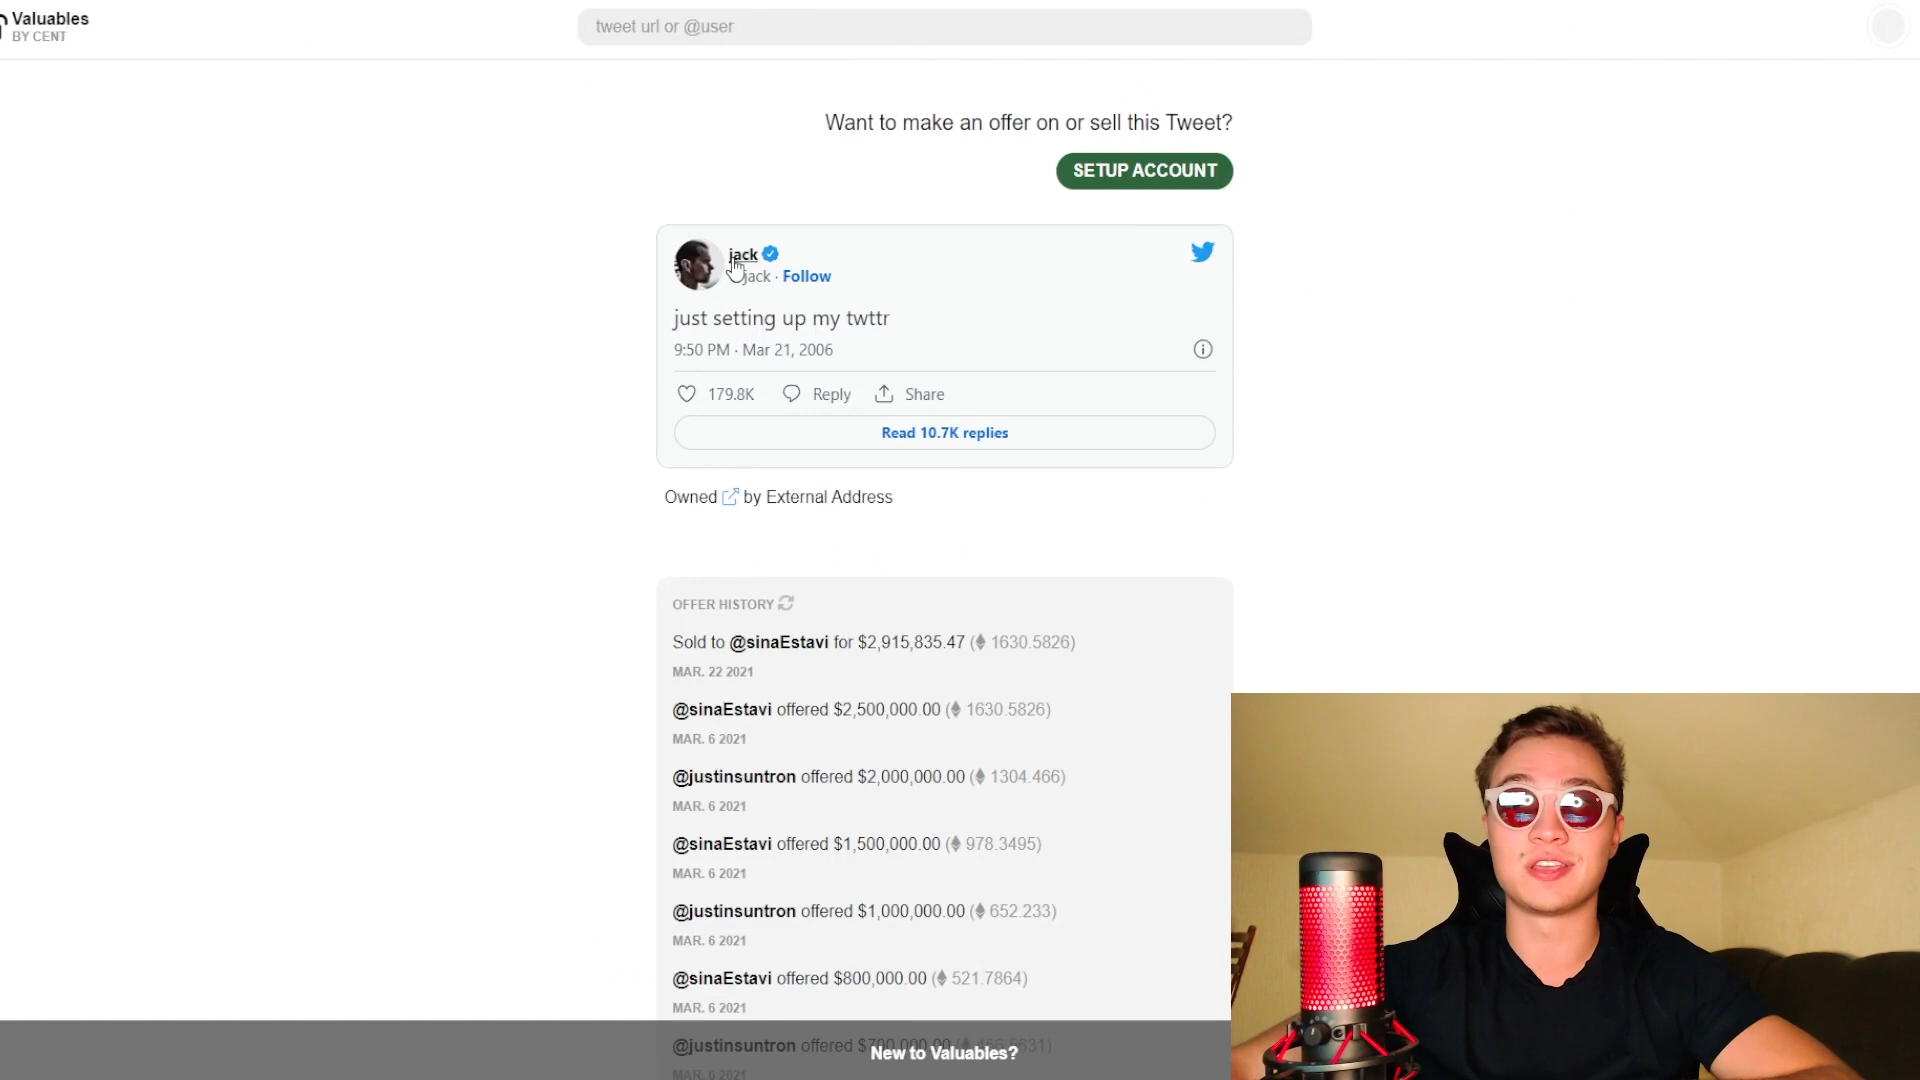 Valuables
BY CENT
tweet url or @user
Want to make an offer on or sell this Tweet?
SETUP ACCOUNT
jack
jack · Follow
just setting up my twttr
9:50 PM · Mar 21, 2006
179.8K Reply Share
Read 10.7K replies
Owned by External Address
OFFER HISTORY
Sold to @sinaEstavi for $2,915,835.47 (1630.5826)
MAR. 22 2021
@sinaEstavi offered $2,500,000.00 (1630.5826)
MAR. 6 2021
@justinsuntron offered $2,000,000.00 (1304.466)
MAR. 6 2021
@sinaEstavi offered $1,500,000.00 (978.3495)
MAR. 6 2021
@justinsuntron offered $1,000,000.00 (652.233)
MAR. 6 2021
@sinaEstavi offered $800,000.00 (521.7864)
MAR. 6 2021
@justinsuntron offered
New to Valuables?
MAR. 6 2021